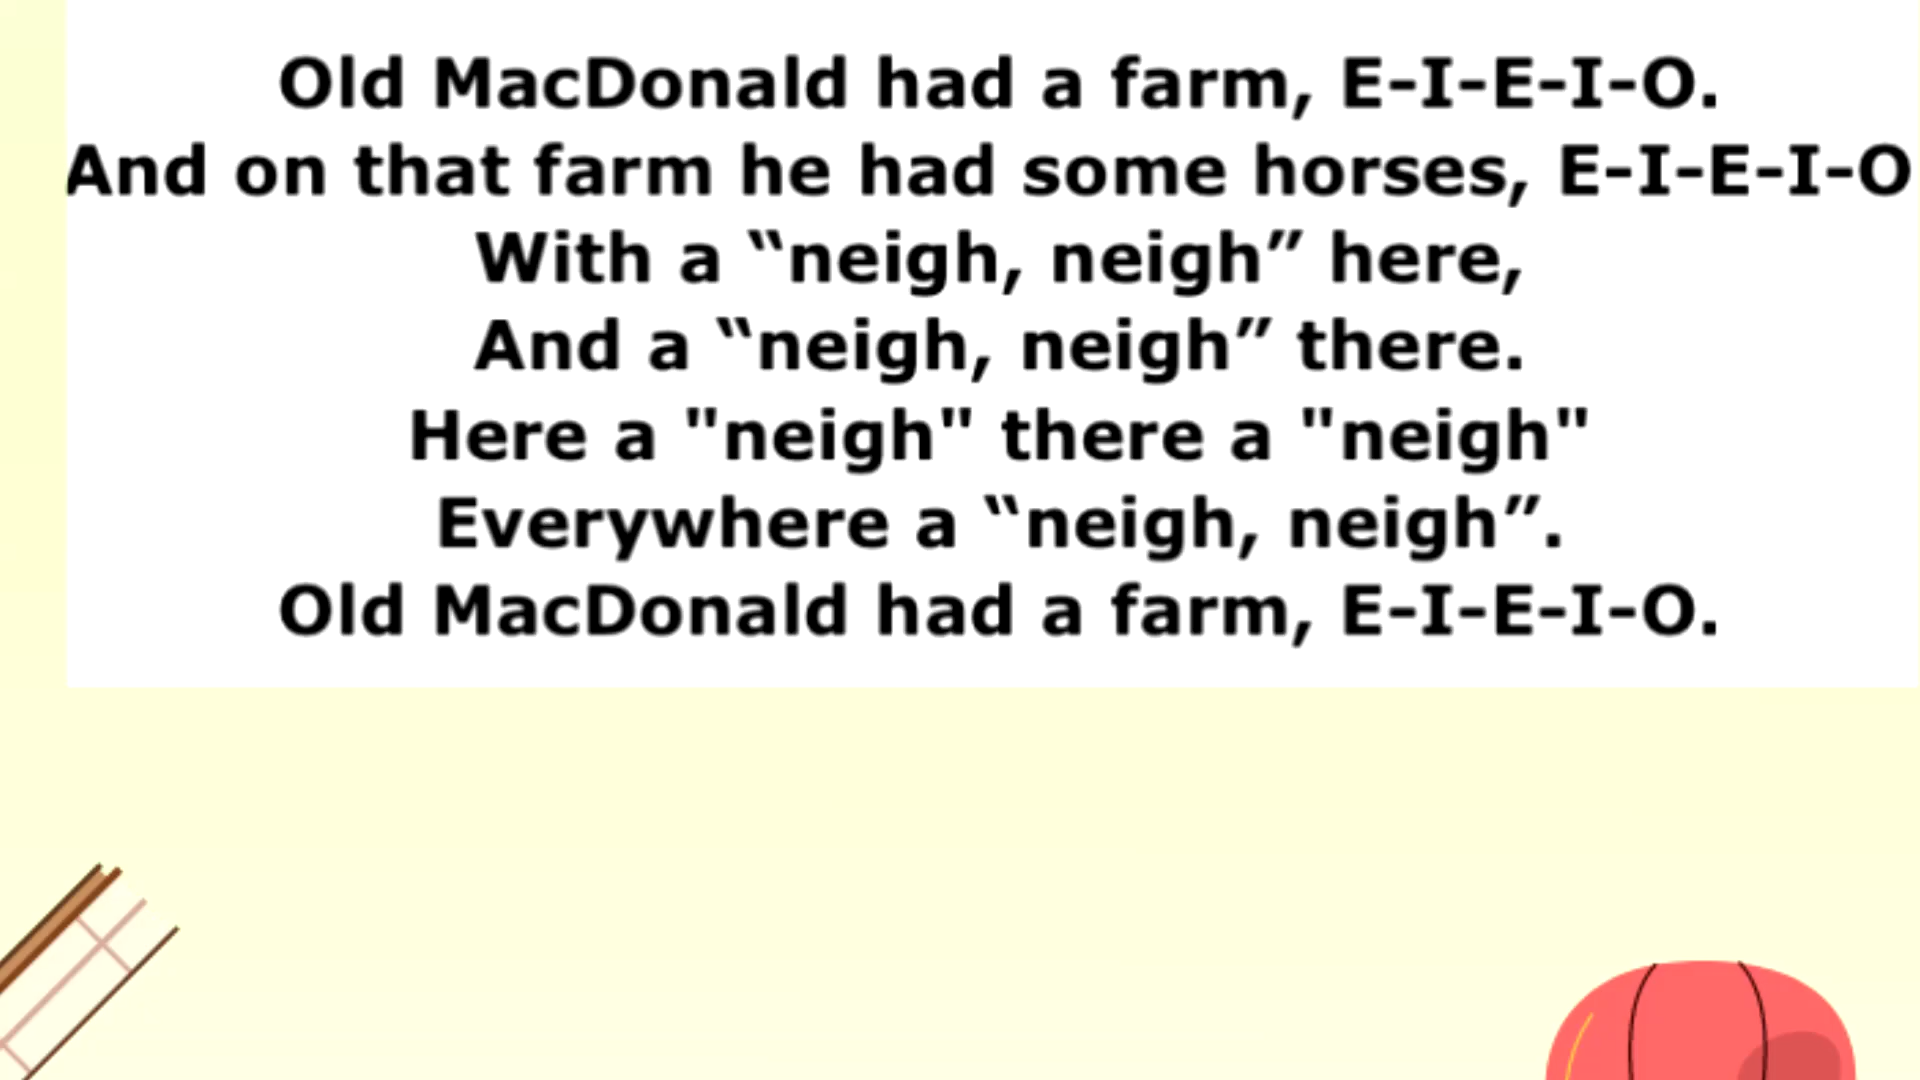 Old MacDonald had a farm, E-I-E-I-O.
And on that farm he had some horses, E-I-E-I-O
With a “neigh, neigh” here,
And a “neigh, neigh” there.
Here a "neigh" there a "neigh"
Everywhere a “neigh, neigh”.
Old MacDonald had a farm, E-I-E-I-O.